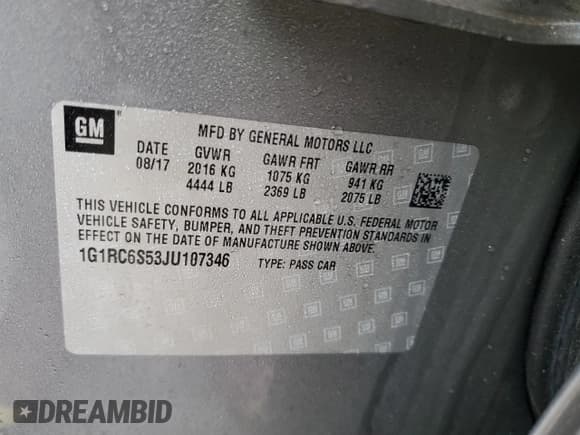 GM
MFD BY GENERAL MOTORS LLC
DATE GVWR GAWR FRT GAWR RR
08/17 2016 KG 1075 KG 941 KG
4444 LB 2369 LB 2075 LB
THIS VEHICLE CONFORMS TO ALL APPLICABLE U.S. FEDERAL MOTOR
VEHICLE SAFETY, BUMPER, AND THEFT PREVENTION STANDARDS IN
EFFECT ON THE DATE OF MANUFACTURE SHOWN ABOVE.
1G1RC6S53JU107346 TYPE: PASS CAR
DREAMBID